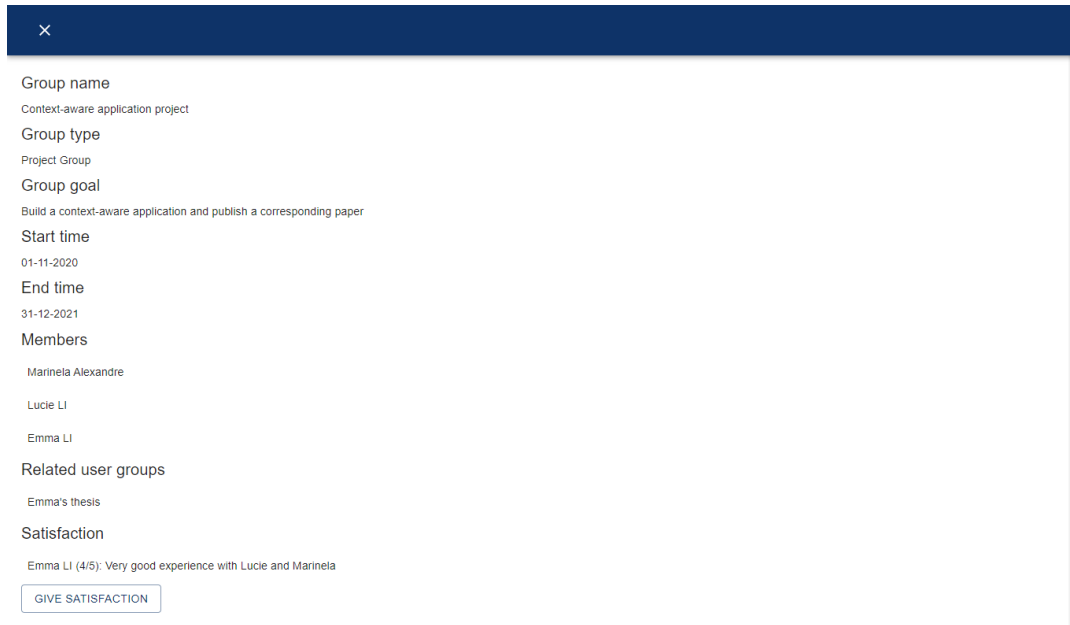 Group name
Context-aware application project
Group type
Project Group
Group goal
Build a context-aware application and publish a corresponding paper
Start time
01-11-2020
End time
31-12-2021
Members
Marinela Alexandre
Lucie LI
Emma LI
Related user groups
Emma's thesis
Satisfaction
Emma LI (4/5): Very good experience with Lucie and Marinela
GIVE SATISFACTION